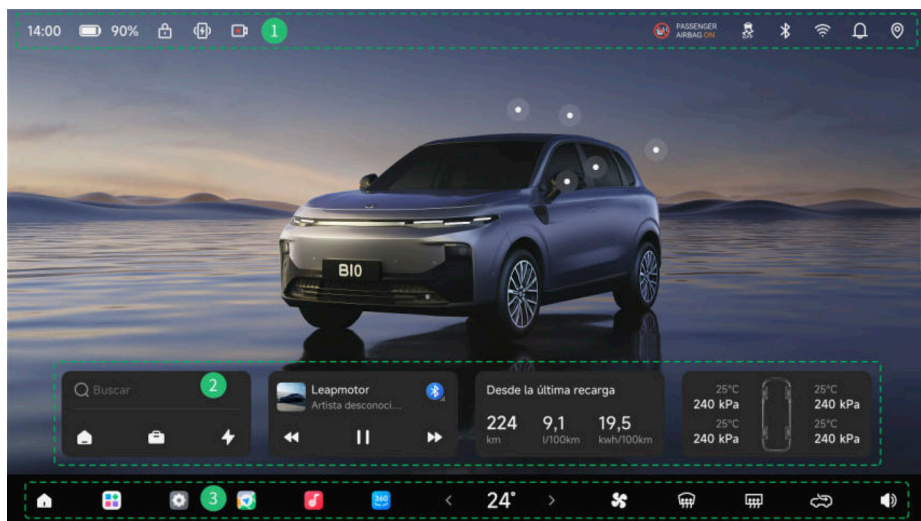 14:00 90% 1 PASSENGER
AIRBAG ON
B10
Buscar 2
Leapmotor
Artista desconoci...
Desde la última recarga
224 9,1 19,5
km l/100km kwh/100km
25°C 25°C
240 kPa 240 kPa
25°C 25°C
240 kPa 240 kPa
3 360 24°